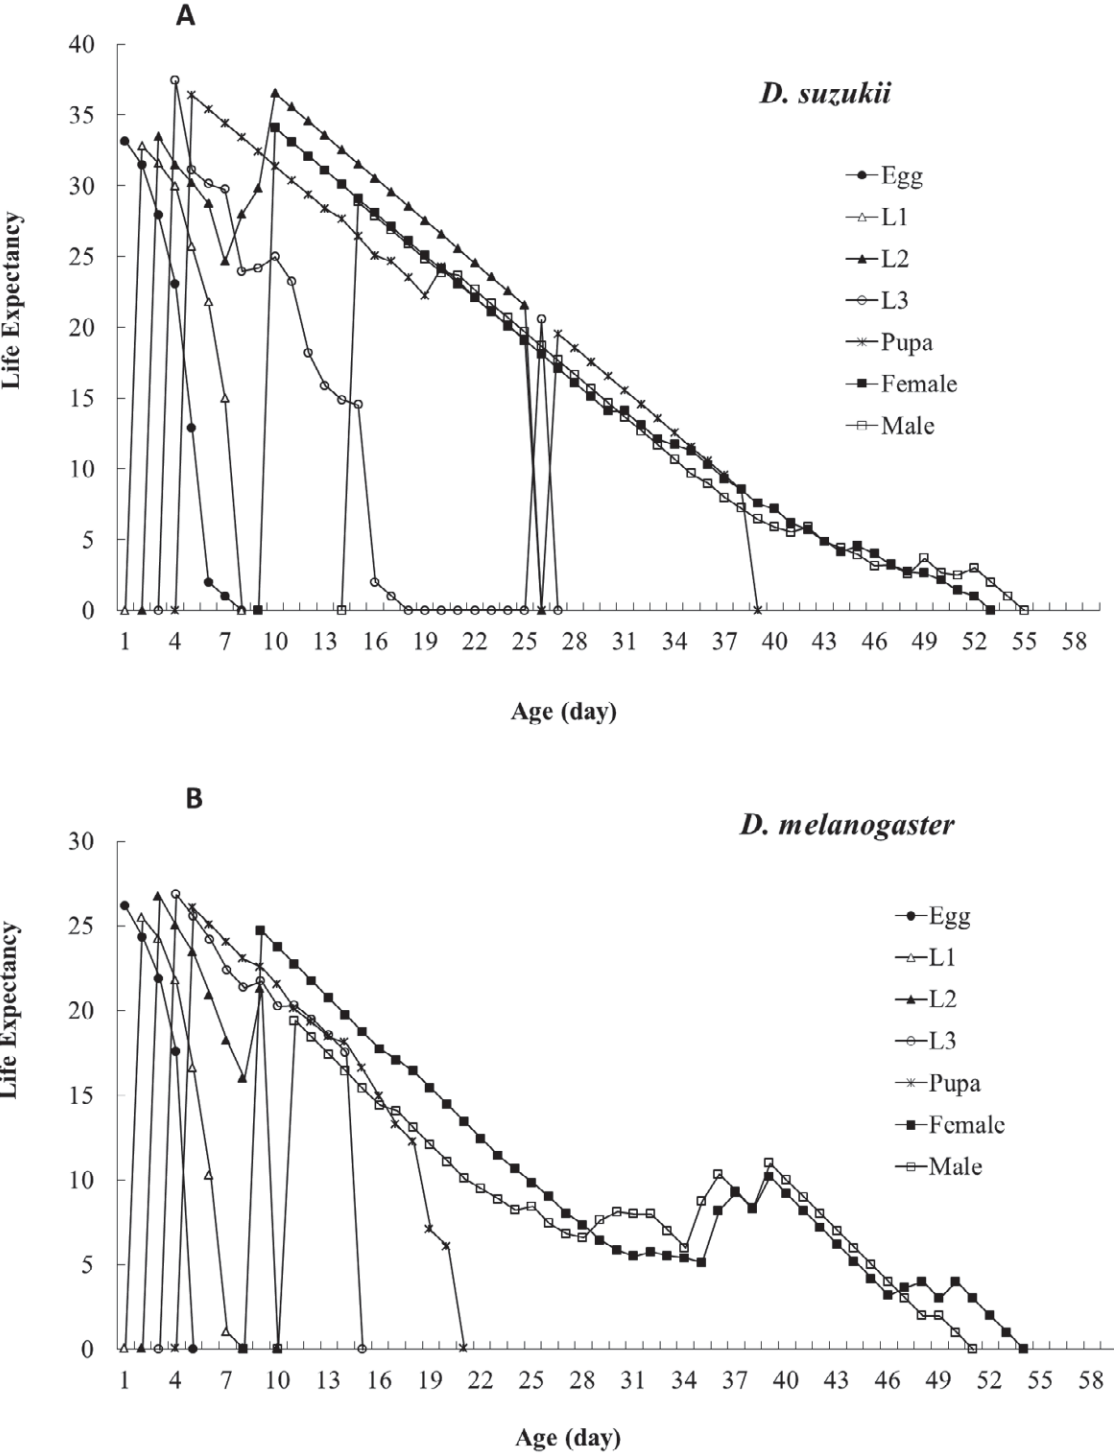 A
D. suzukii
Life Expectancy
40
35
30
25
20
15
10
5
0
Egg
L1
L2
L3
Pupa
Female
Male
1 4 7 10 13 16 19 22 25 28 31 34 37 40 43 46 49 52 55 58
Age (day)
B
D. melanogaster
Life Expectancy
30
25
20
15
10
5
0
Egg
L1
L2
L3
Pupa
Female
Male
1 4 7 10 13 16 19 22 25 28 31 34 37 40 43 46 49 52 55 58
Age (day)